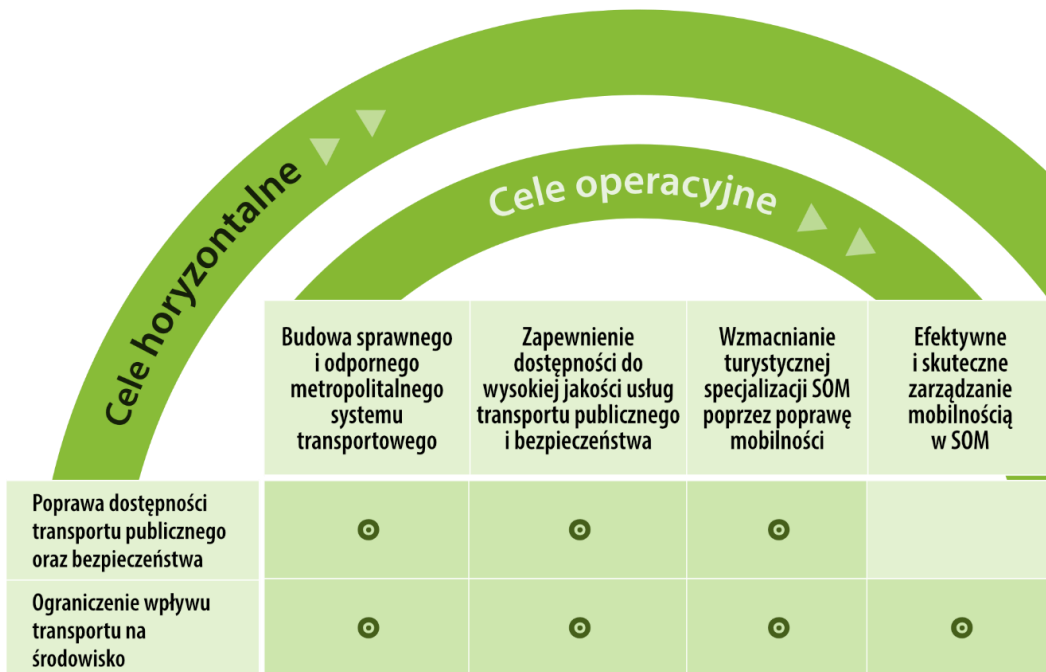 Cele horyzontalne
Cele operacyjne
Budowa sprawnego
i odpornego
metropolitalnego
systemu
transportowego
Zapewnienie
dostępności do
wysokiej jakości usług
transportu publicznego
i bezpieczeństwa
Wzmacnianie
turystycznej
specjalizacji SOM
poprzez poprawę
mobilności
Efektywne
i skuteczne
zarządzanie
mobilnością
w SOM
Poprawa dostępności
transportu publicznego
oraz bezpieczeństwa
Ograniczenie wpływu
transportu na
środowisko